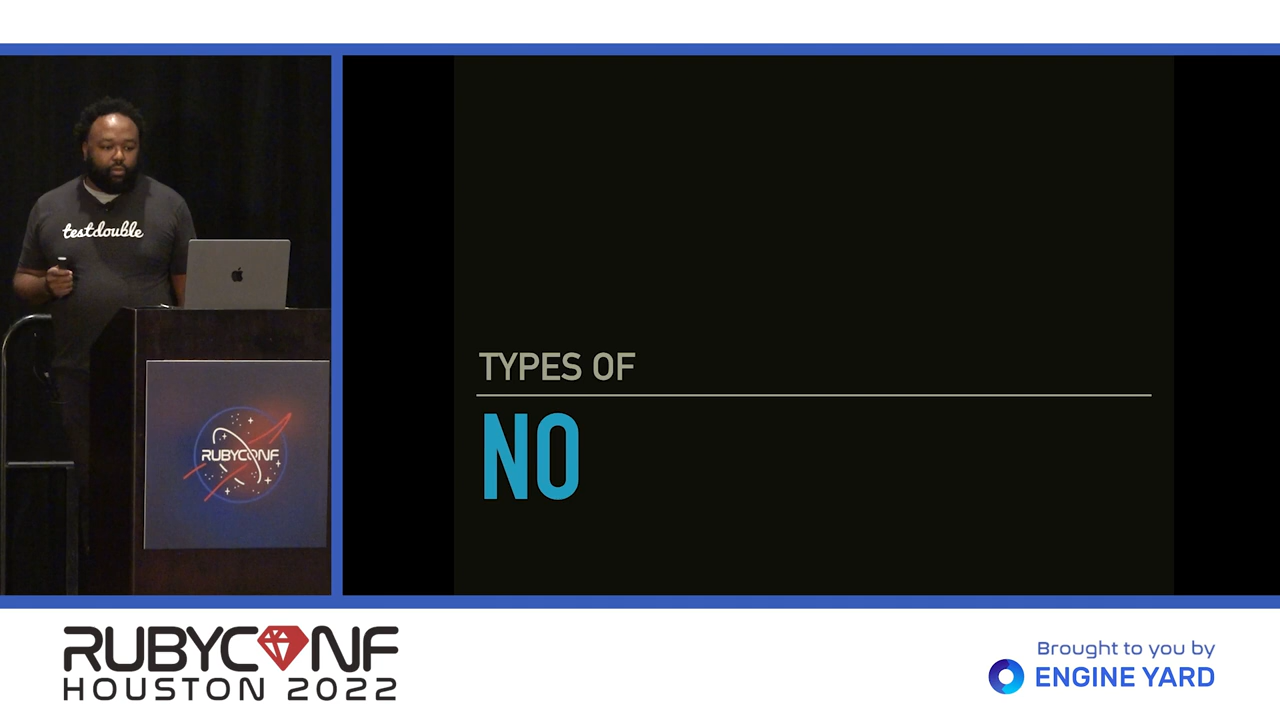 testdouble
RUBYCONF
TYPES OF
NO
RUBYCONF
HOUSTON 2022
Brought to you by
ENGINE YARD